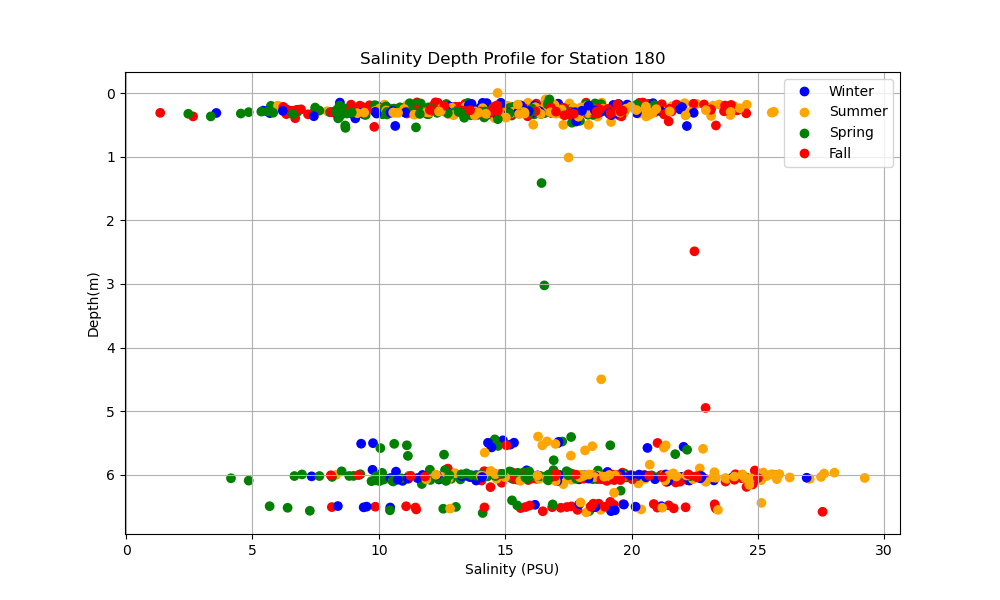 Salinity Depth Profile for Station 180
Winter
Summer
Spring
Fall
0
1
2
3
4
5
6
Depth(m)
0
5
10
15
20
25
30
Salinity (PSU)